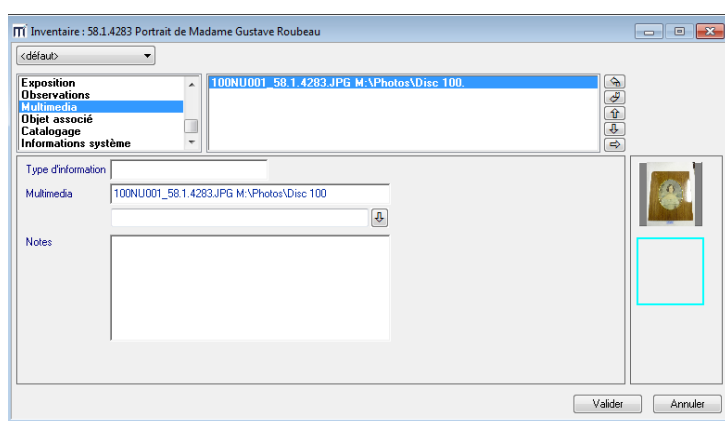 Inventaire : 58.1.4283 Portrait de Madame Gustave Roubeau
<défaut>
Exposition
Observations
Multimedia
Objet associé
Catalogage
Informations système
100NU001_58.1.4283.JPG M:\Photos\Disc 100.
Type d'information
Multimedia 100NU001_58.1.4283.JPG M:\Photos\Disc 100
Notes
Valider Annuler